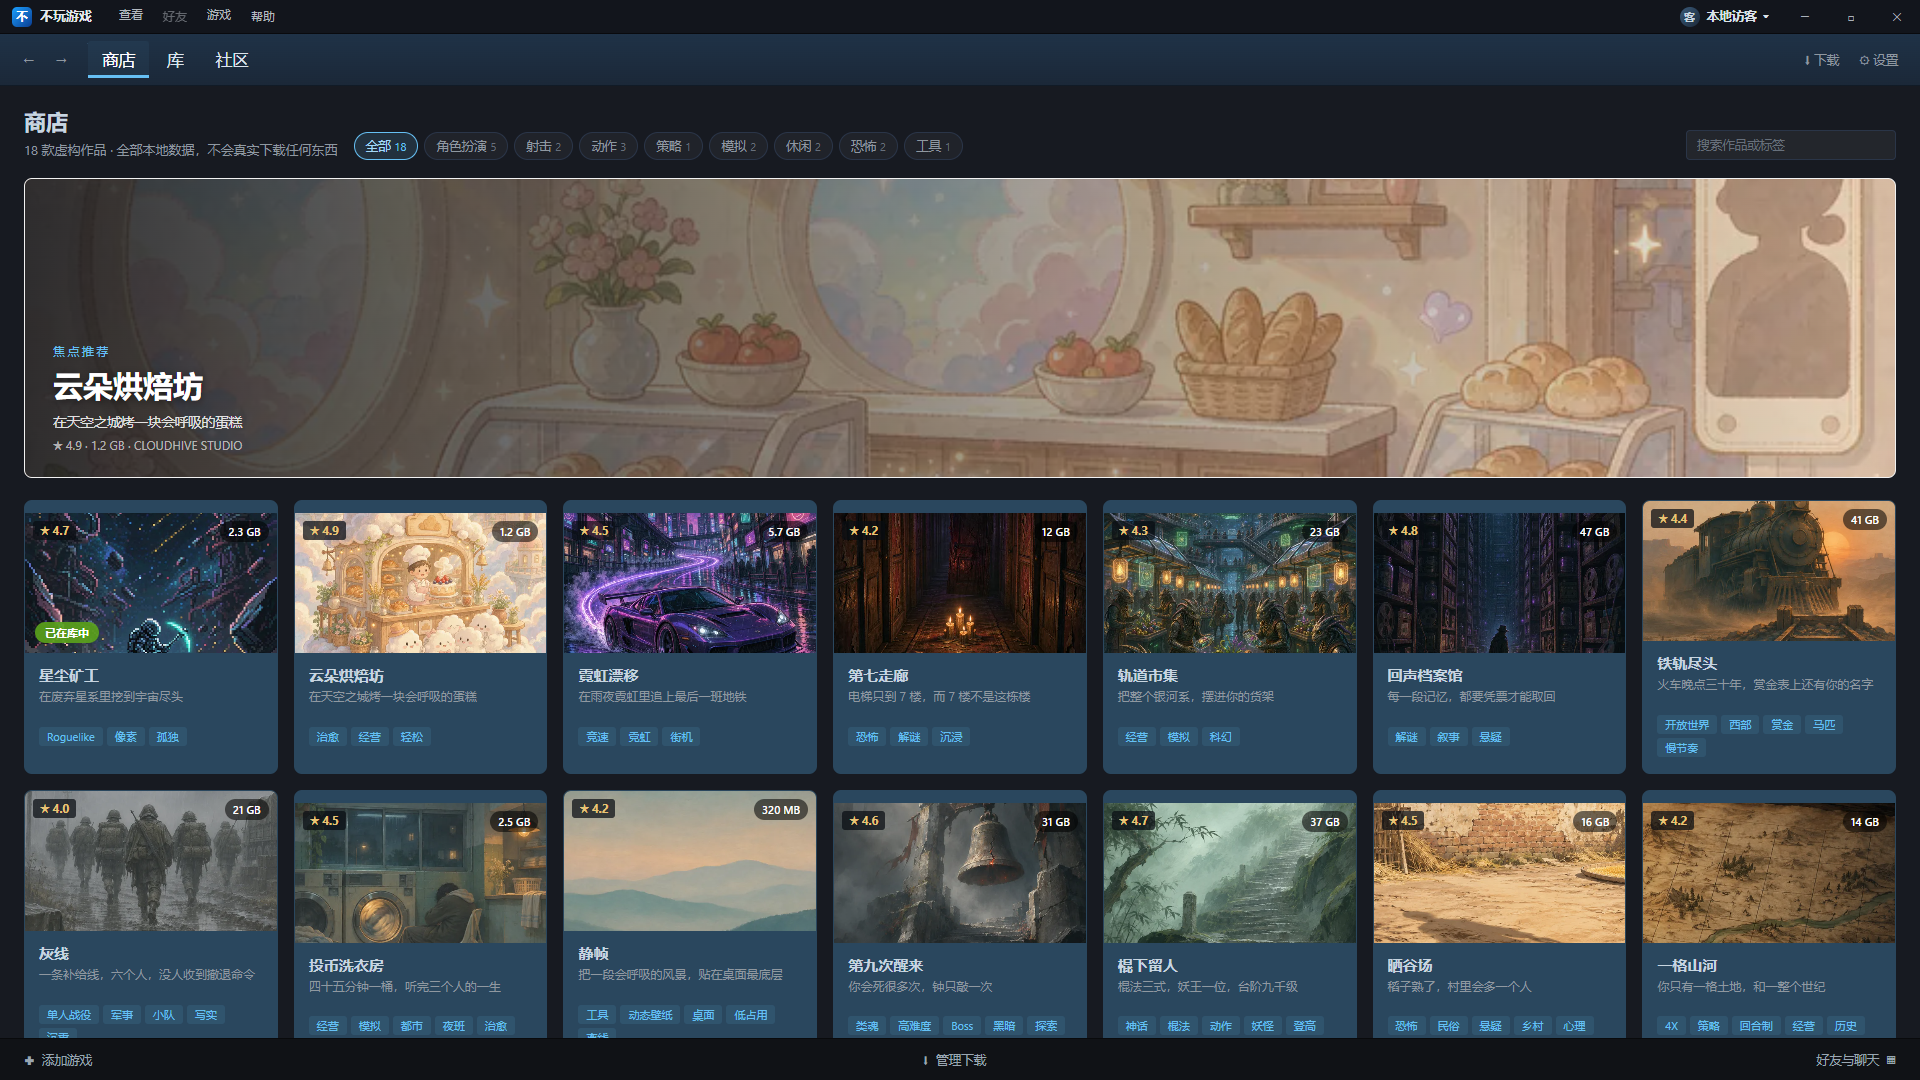 不 不玩游戏 查看 好友 游戏 帮助 客 本地访客
← → 商店 库 社区 下载 设置
商店
18 款虚构作品 · 全部本地数据，不会真实下载任何东西
全部 18 角色扮演 5 射击 2 动作 3 策略 1 模拟 2 休闲 2 恐怖 2 工具 1
搜索作品或标签
焦点推荐
云朵烘焙坊
在天空之城烤一块会呼吸的蛋糕
★ 4.9 · 1.2 GB · CLOUDHIVE STUDIO
★ 4.7 2.3 GB
已在库中
星尘矿工
在废弃星系里挖到宇宙尽头
Roguelike 像素 孤独
★ 4.9 1.2 GB
云朵烘焙坊
在天空之城烤一块会呼吸的蛋糕
治愈 经营 轻松
★ 4.5 5.7 GB
霓虹漂移
在雨夜霓虹里追上最后一班地铁
竞速 霓虹 街机
★ 4.2 12 GB
第七走廊
电梯只到 7 楼，而 7 楼不是这栋楼
恐怖 解谜 沉浸
★ 4.3 23 GB
轨道市集
把整个银河系，摆进你的货架
经营 模拟 科幻
★ 4.8 47 GB
回声档案馆
每一段记忆，都要凭票才能取回
解谜 叙事 悬疑
★ 4.4 41 GB
铁轨尽头
火车晚点三十年，赏金表上还有你的名字
开放世界 西部 赏金 马匹
慢节奏
★ 4.0 21 GB
灰线
一条补给线，六个人，没人收到撤退命令
单人战役 军事 小队 写实
★ 4.5 2.5 GB
投币洗衣房
四十五分钟一桶，听完三个人的一生
经营 模拟 都市 夜班 治愈
★ 4.2 320 MB
静帧
把一段会呼吸的风景，贴在桌面最底层
工具 动态壁纸 桌面 低占用
★ 4.6 31 GB
第九次醒来
你会死很多次，钟只敲一次
类魂 高难度 Boss 黑暗 探索
★ 4.7 37 GB
棍下留人
棍法三式，妖王一位，台阶九千级
神话 棍法 动作 妖怪 登高
★ 4.5 16 GB
晒谷场
稻子熟了，村里会多一个人
恐怖 民俗 悬疑 乡村 心理
★ 4.2 14 GB
一格山河
你只有一格土地，和一整个世纪
4X 策略 回合制 经营 历史
添加游戏 管理下载 好友与聊天